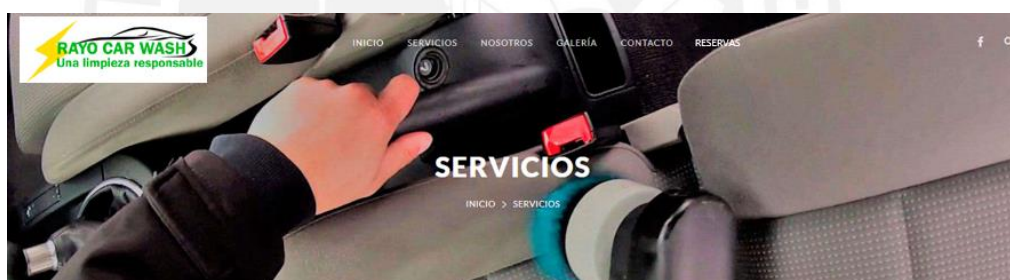 RAYO CAR WASH
Una limpieza responsable
INICIO SERVICIOS NOSOTROS GALERÍA CONTACTO RESERVAS
SERVICIOS
INICIO > SERVICIOS